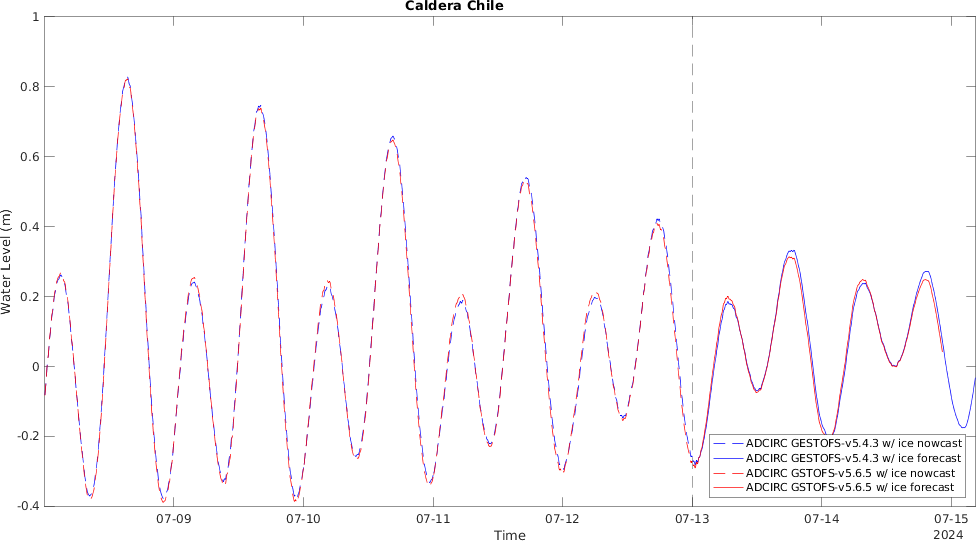 Caldera Chile
1
0.8
0.6
0.4
0.2
0
-0.2
-0.4
Water Level (m)
ADCIRC GESTOFS-v5.4.3 w/ ice nowcast
ADCIRC GESTOFS-v5.4.3 w/ ice forecast
ADCIRC GSTOFS-v5.6.5 w/ ice nowcast
ADCIRC GSTOFS-v5.6.5 w/ ice forecast
07-09 07-10 07-11 07-12 07-13 07-14 07-15
Time 2024